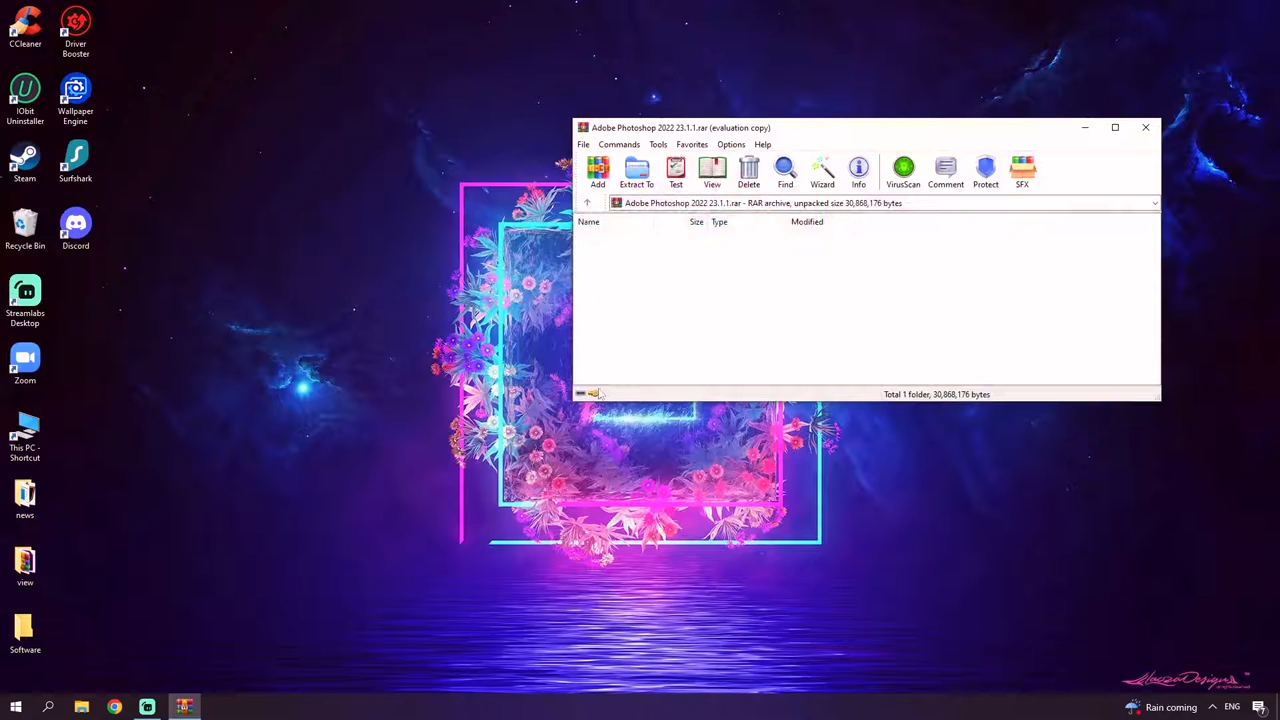 CCleaner
Driver
Booster
IObit
Uninstaller
Wallpaper
Engine
Steam
Surfshark
Recycle Bin
Discord
Streamlabs
Desktop
Zoom
This PC -
Shortcut
news
view
Software
Adobe Photoshop 2022 23.1.1.rar (evaluation copy)
File Commands Tools Favorites Options Help
Add Extract To Test View Delete Find Wizard Info VirusScan Comment Protect SFX
Adobe Photoshop 2022 23.1.1.rar - RAR archive, unpacked size 30,868,176 bytes
Name Size Type Modified
Total 1 folder, 30,868,176 bytes
Rain coming ENG